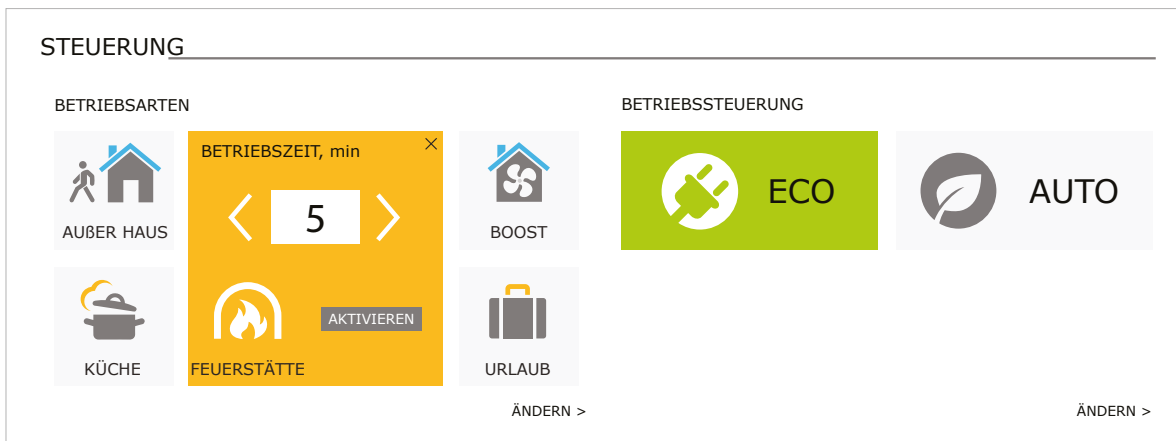 STEUERUNG
BETRIEBSARTEN
AUßER HAUS
BETRIEBSZEIT, min
5
BOOST
KÜCHE
FEUERSTÄTTE
AKTIVIEREN
URLAUB
ÄNDERN >
BETRIEBSSTEUERUNG
ECO
AUTO
ÄNDERN >